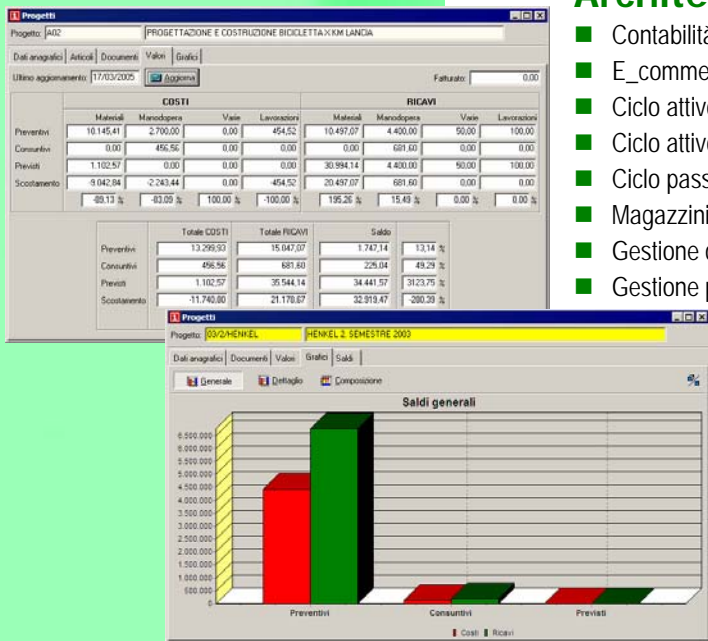 Progetti
Progetto: A02 PROGETTAZIONE E COSTRUZIONE BICICLETTA X KM LANCIA
Dati anagrafici Articoli Documenti Valori Grafici
Ultimo aggiornamento: 17/03/2005 Aggiorna Fatturato: 0,00
COSTI RICAVI
Materiali Manodopera Varie Lavorazioni Materiali Manodopera Varie Lavorazioni
Preventivi 10.145,41 2.700,00 0,00 454,52 10.497,07 4.400,00 50,00 100,00
Consuntivi 0,00 456,56 0,00 0,00 0,00 681,60 0,00 0,00
Previsti 1.102,57 0,00 0,00 0,00 30.994,14 4.400,00 50,00 100,00
Scostamento -9.042,84 -2.243,44 0,00 -454,52 20.497,07 681,60 0,00 0,00
-89,13 % -83,09 % 100,00 % -100,00 % 195,26 % 15,49 % 0,00 % 0,00 %
Totale COSTI Totale RICAVI Saldo
Preventivi 13.299,93 15.047,07 1.747,14 13,14 %
Consuntivi 456,56 681,60 225,04 49,29 %
Previsti 1.102,57 35.544,14 34.441,57 3123,75 %
Scostamento -11.740,80 21.178,67 32.919,47 -280,39 %
Contabilità
E_comme
Ciclo attivo
Ciclo attivo
Ciclo pass
Magazzini
Gestione
Gestione p
Progetti
Progetto: 03/2/HENKEL HENKEL 2. SEMESTRE 2003
Dati anagrafici Documenti Valori Grafici Saldi
Generale Dettaglio Composizione
Saldi generali
6.500.000
6.000.000
5.500.000
5.000.000
4.500.000
4.000.000
3.500.000
3.000.000
2.500.000
2.000.000
1.500.000
1.000.000
500.000
0
Preventivi Consuntivi Previsti
Costi Ricavi